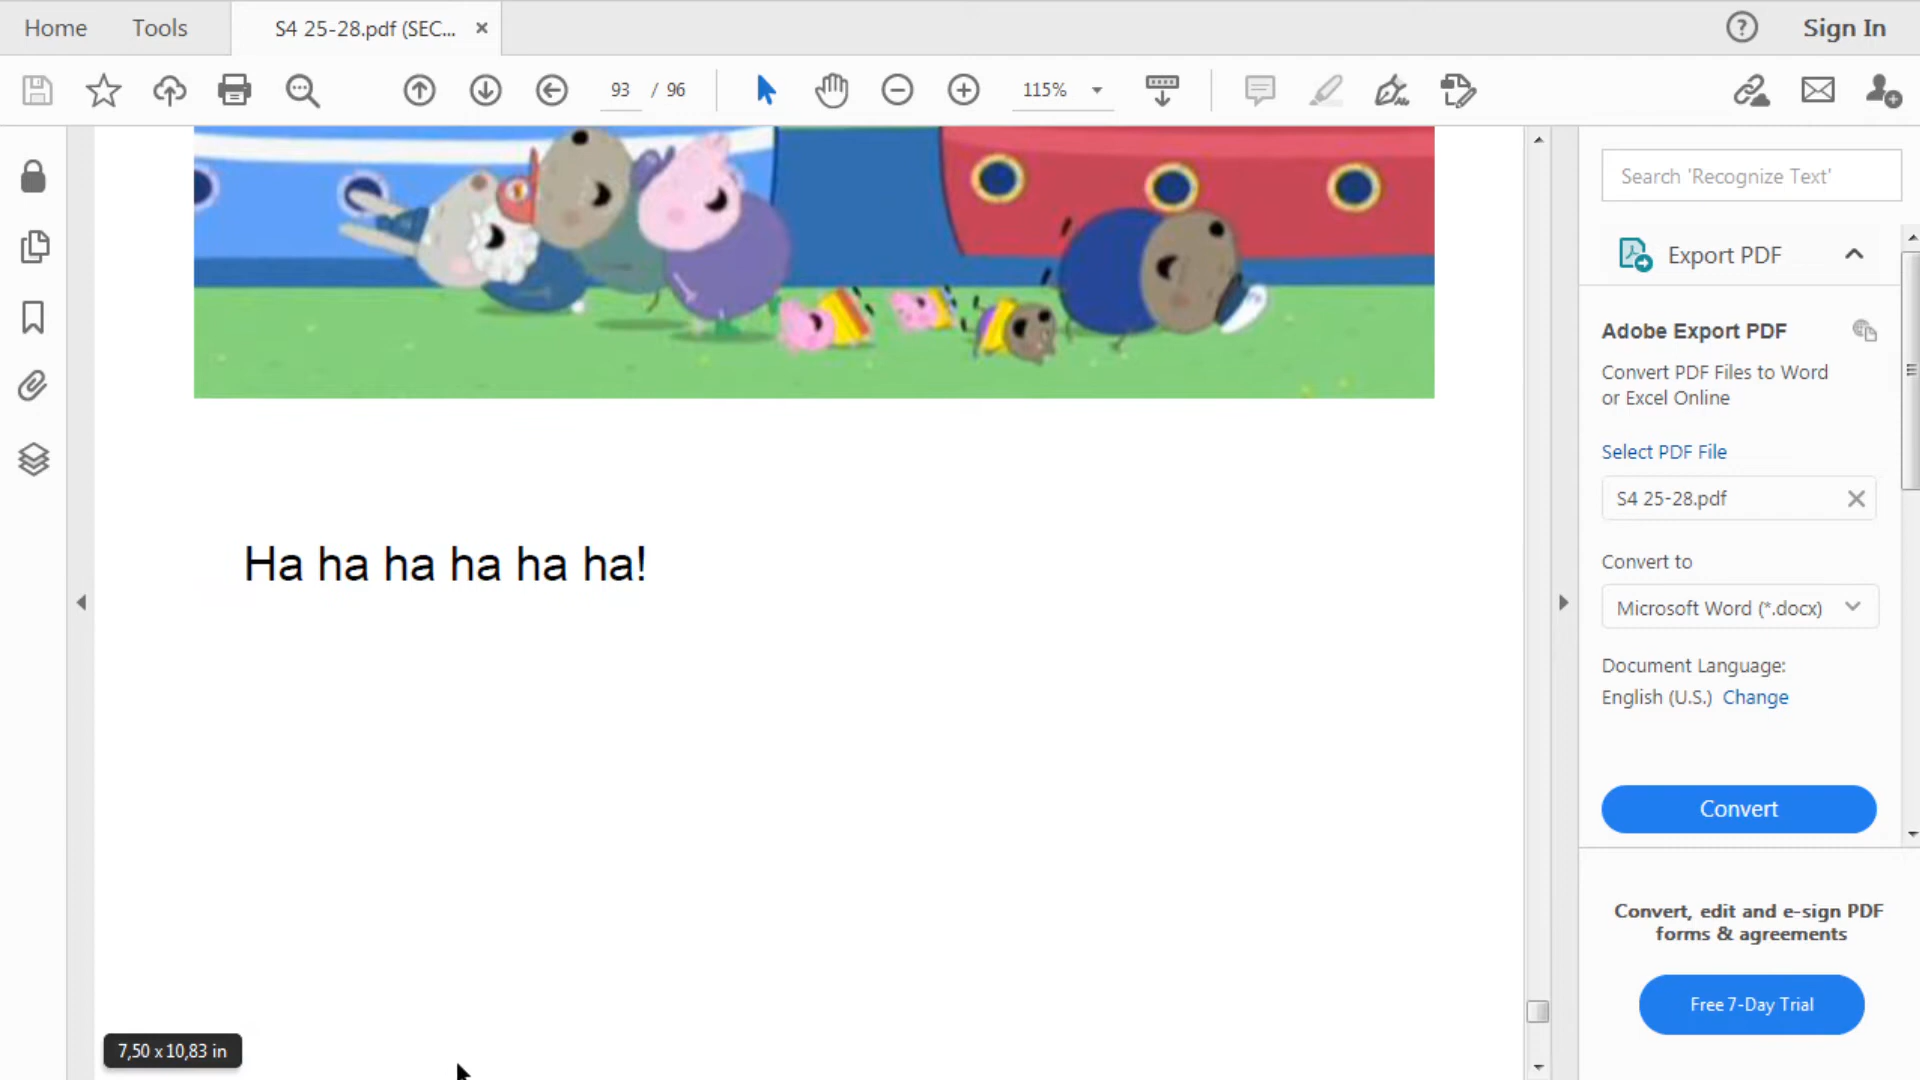 Home Tools S4 25-28.pdf (SEC... Sign In
93 / 96 115%
Search 'Recognize Text'
Export PDF
Adobe Export PDF
Convert PDF Files to Word
or Excel Online
Select PDF File
S4 25-28.pdf
Convert to
Microsoft Word (*.docx)
Document Language:
English (U.S.) Change
Convert
Convert, edit and e-sign PDF
forms & agreements
Free 7-Day Trial
Ha ha ha ha ha ha!
7,50 x 10,83 in